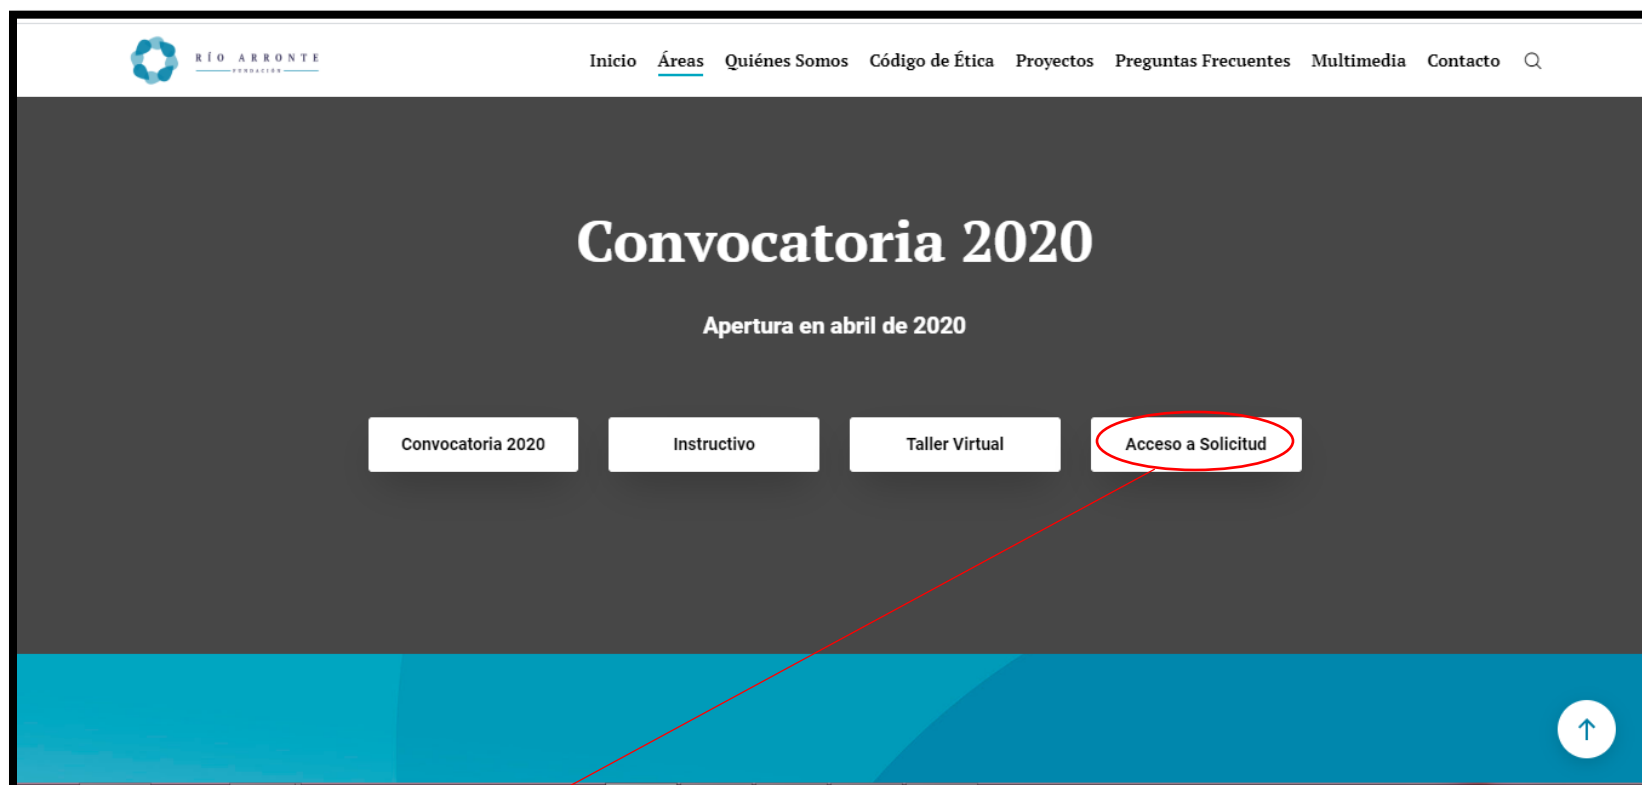 RÍO ARRONTE
FUNDACIÓN
Inicio Áreas Quiénes Somos Código de Ética Proyectos Preguntas Frecuentes Multimedia Contacto
Convocatoria 2020
Apertura en abril de 2020
Convocatoria 2020 Instructivo Taller Virtual Acceso a Solicitud